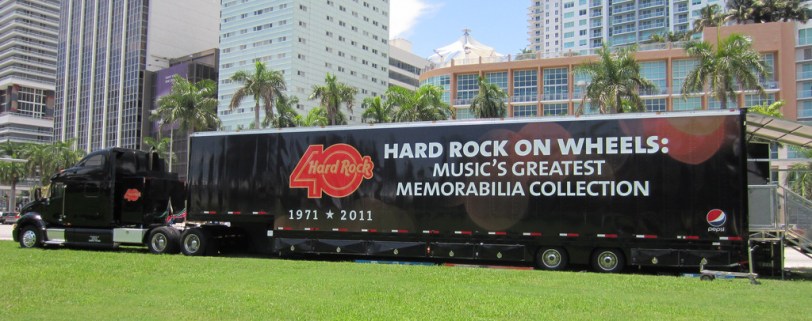 40
Hard Rock
1971 ★ 2011
HARD ROCK ON WHEELS:
MUSIC'S GREATEST
MEMORABILIA COLLECTION
pepsi